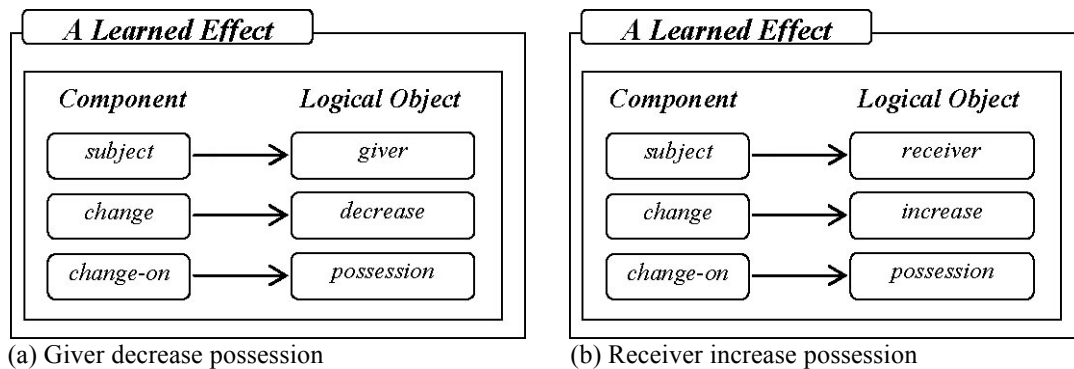 A Learned Effect
Component Logical Object
subject giver
change decrease
change-on possession
(a) Giver decrease possession
A Learned Effect
Component Logical Object
subject receiver
change increase
change-on possession
(b) Receiver increase possession